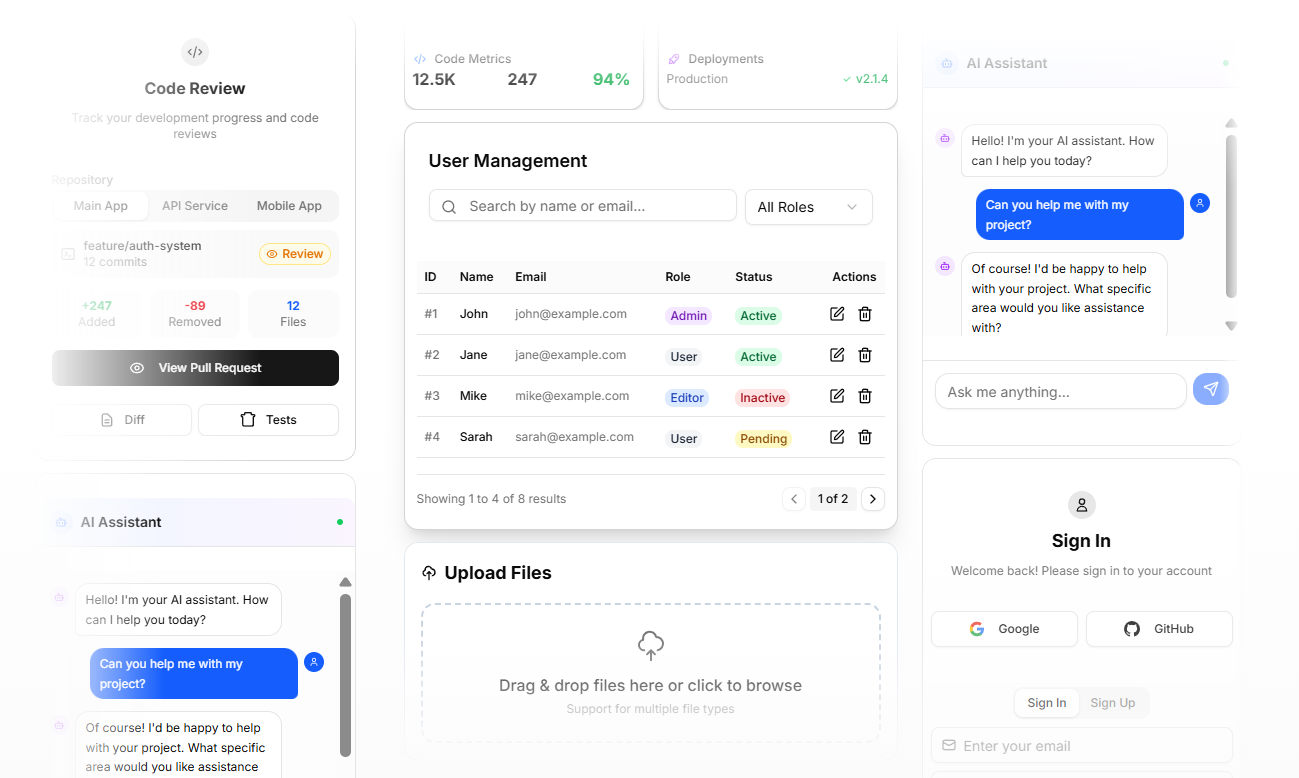 Code Review
Track your development progress and code
reviews
Repository
Main App API Service Mobile App
feature/auth-system
12 commits
Review
+247 -89 12
Added Removed Files
View Pull Request
Diff Tests
AI Assistant
Hello! I'm your AI assistant. How
can I help you today?
Can you help me with my
project?
Of course! I'd be happy to help
with your project. What specific
area would you like assistance
Code Metrics
12.5K 247 94%
Deployments
Production v2.1.4
User Management
Search by name or email...
All Roles
ID Name Email Role Status Actions
#1 John john@example.com Admin Active
#2 Jane jane@example.com User Active
#3 Mike mike@example.com Editor Inactive
#4 Sarah sarah@example.com User Pending
Showing 1 to 4 of 8 results
1 of 2
Upload Files
Drag & drop files here or click to browse
Support for multiple file types
AI Assistant
Hello! I'm your AI assistant. How
can I help you today?
Can you help me with my
project?
Of course! I'd be happy to help
with your project. What specific
area would you like assistance
with?
Ask me anything...
Sign In
Welcome back! Please sign in to your account
Google GitHub
Sign In Sign Up
Enter your email